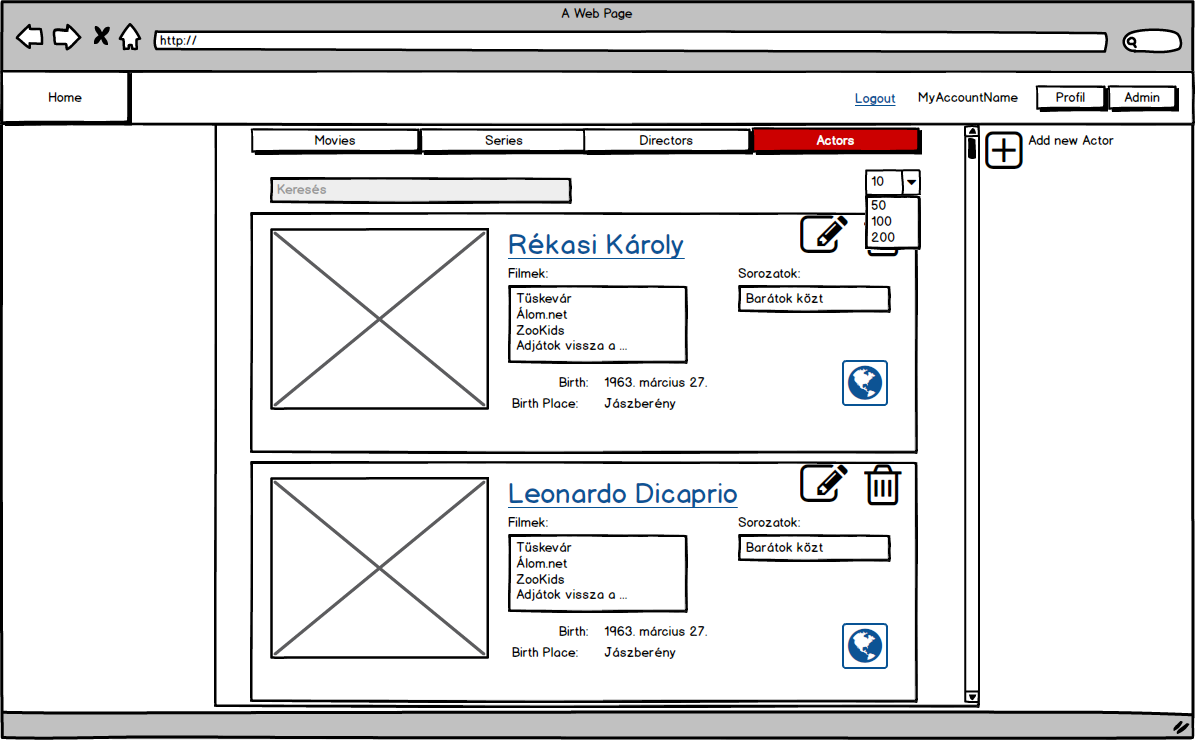 A Web Page
http://
Home
Logout MyAccountName Profil Admin
Movies Series Directors Actors
Add new Actor
Keresés
10
50
100
200
Rékasi Károly
Filmek:
Tüskevár
Álom.net
ZooKids
Adjátok vissza a ...
Sorozatok:
Barátok közt
Birth: 1963. március 27.
Birth Place: Jászberény
Leonardo Dicaprio
Filmek:
Tüskevár
Álom.net
ZooKids
Adjátok vissza a ...
Sorozatok:
Barátok közt
Birth: 1963. március 27.
Birth Place: Jászberény